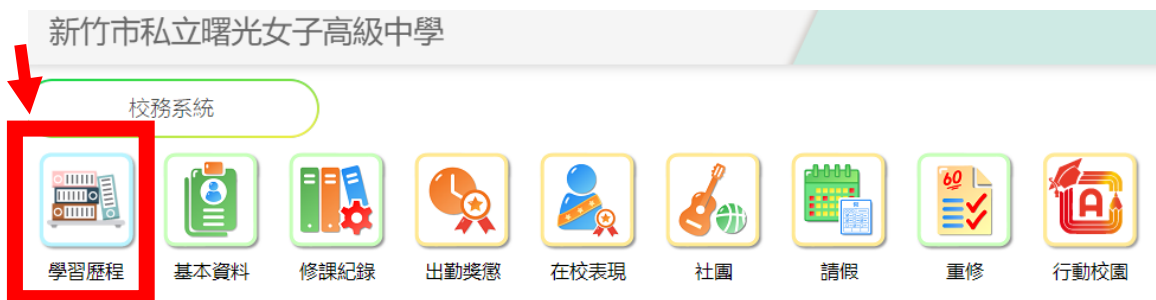 新竹市私立曙光女子高級中學
校務系統
60
A
學習歷程 基本資料 修課紀錄 出勤獎懲 在校表現 社團 請假 重修 行動校園